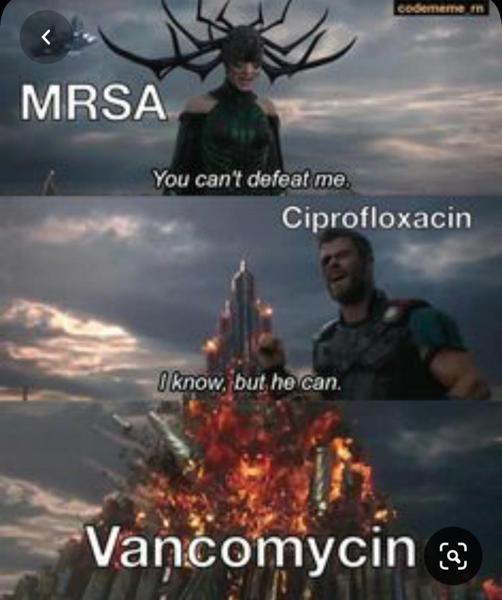 codememe_rn
MRSA
You can't defeat me.
Ciprofloxacin
I know, but he can.
Vancomycin